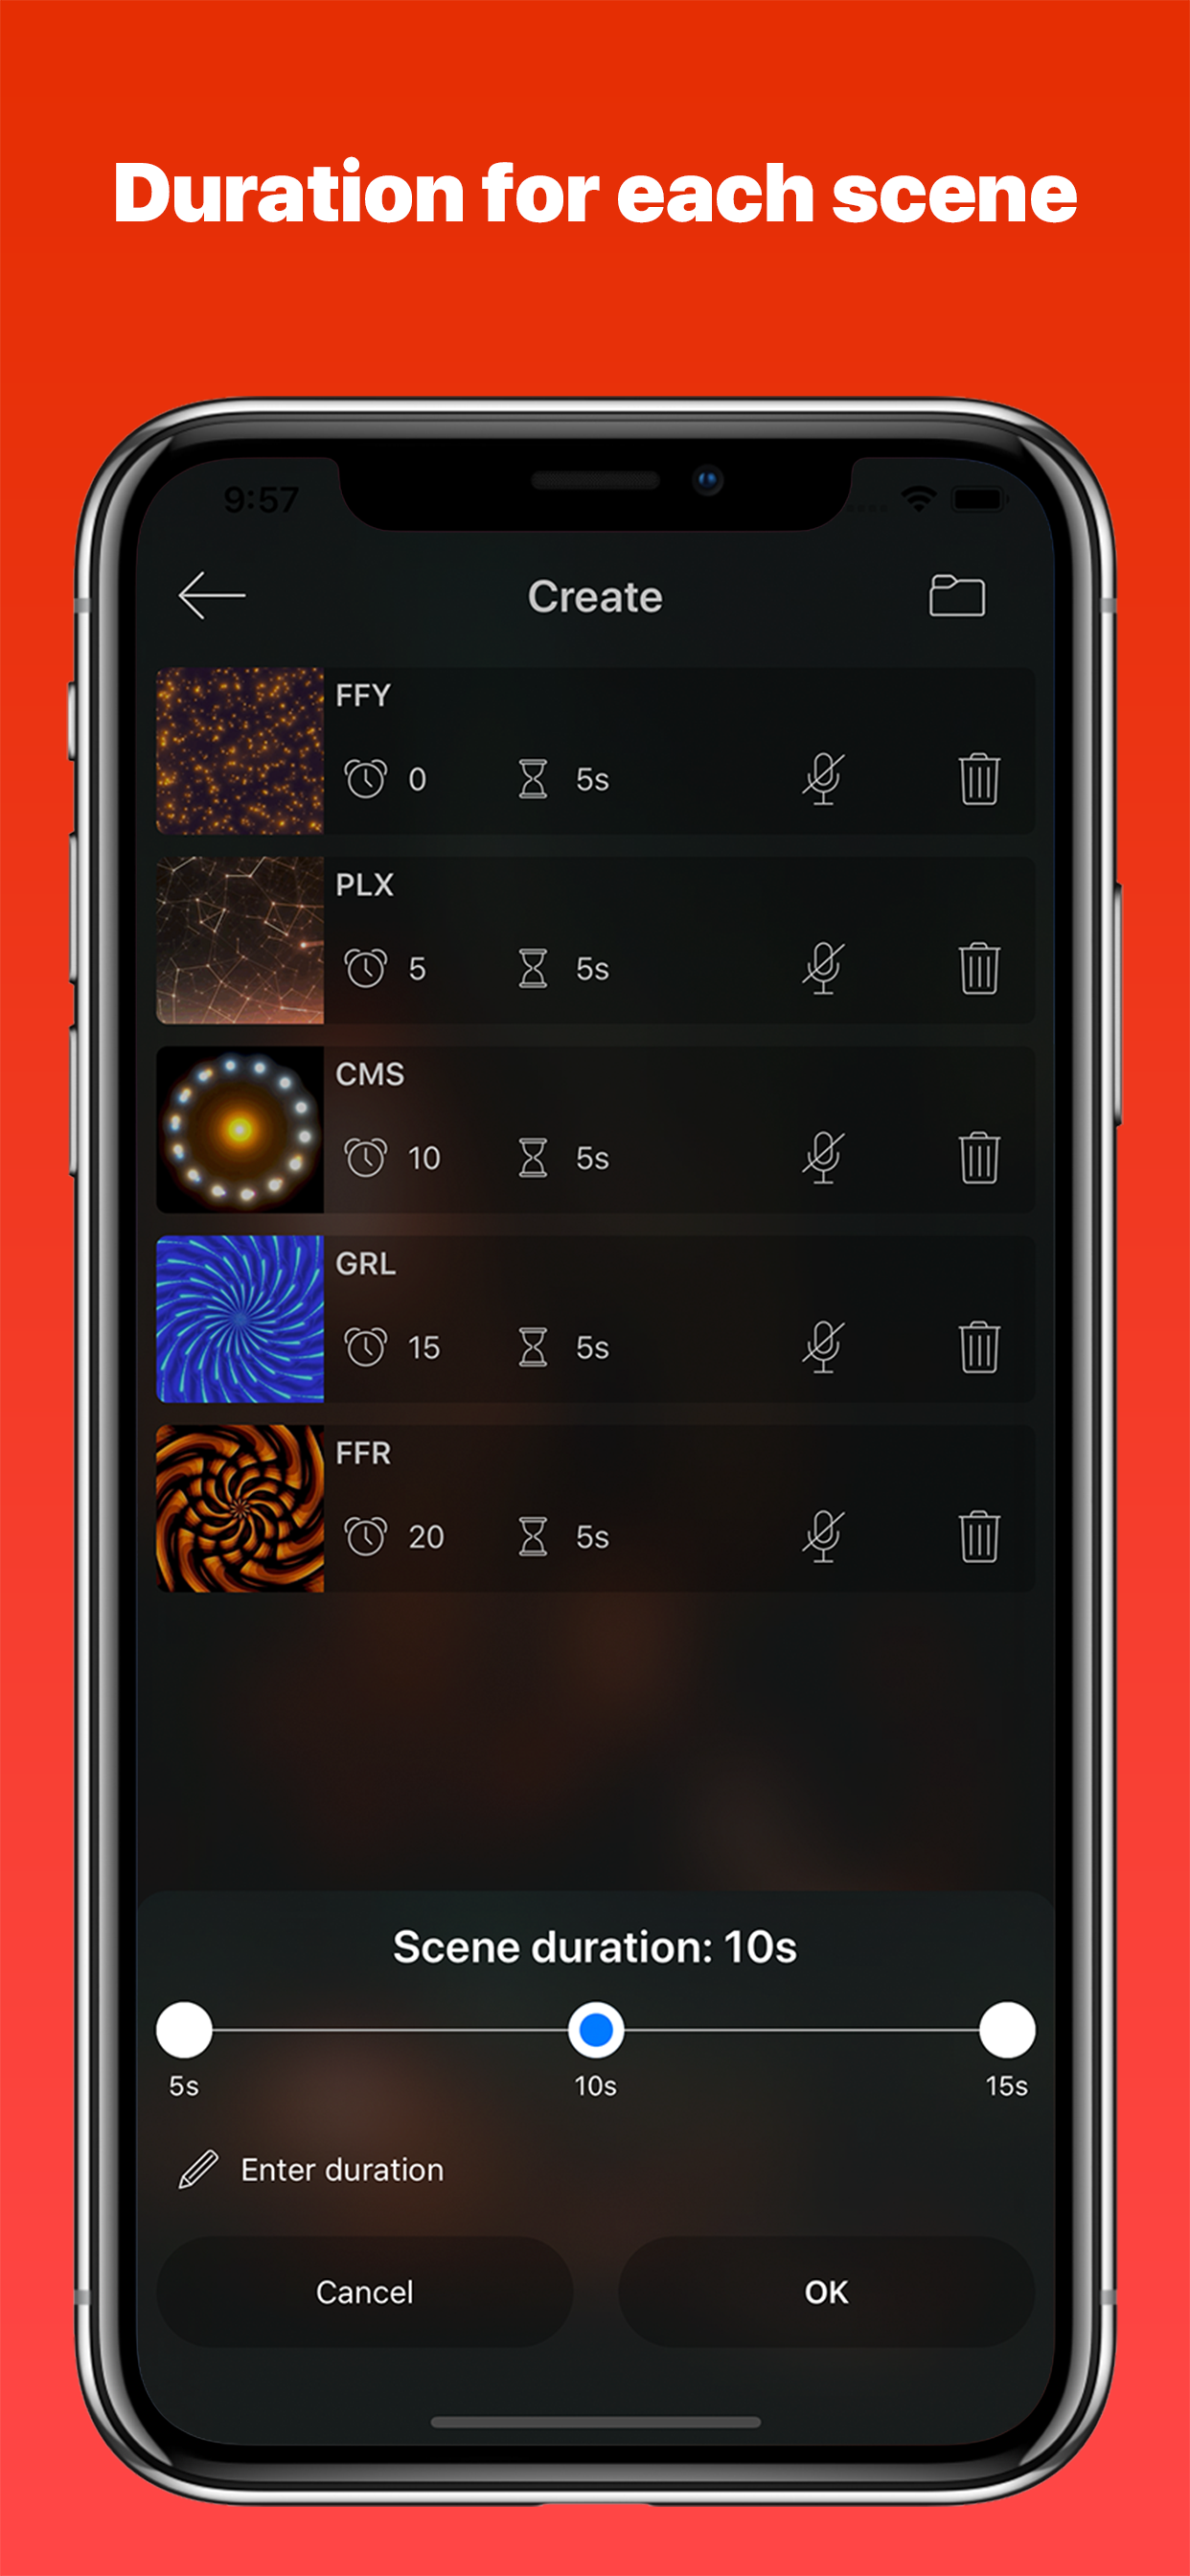 Duration for each scene
9:57
Create
FFY
0 5s
PLX
5 5s
CMS
10 5s
GRL
15 5s
FFR
20 5s
Scene duration: 10s
5s 10s 15s
Enter duration
Cancel OK